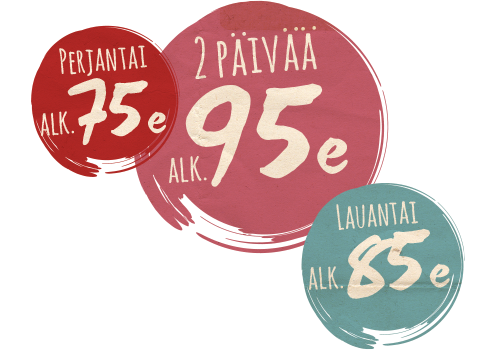 Perjantai
alk. 75e
2 päivää
alk. 95e
Lauantai
alk. 85e